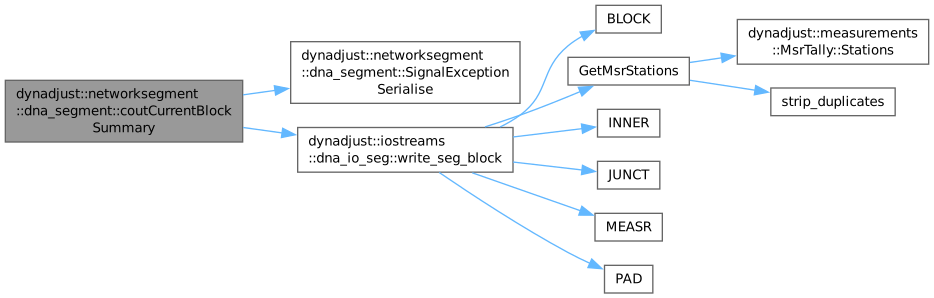 dynadjust::networksegment
::dna_segment::coutCurrentBlock
Summary
dynadjust::networksegment
::dna_segment::SignalException
Serialise
dynadjust::iostreams
::dna_io_seg::write_seg_block
BLOCK
GetMsrStations
dynadjust::measurements
::MsrTally::Stations
strip_duplicates
INNER
JUNCT
MEASR
PAD